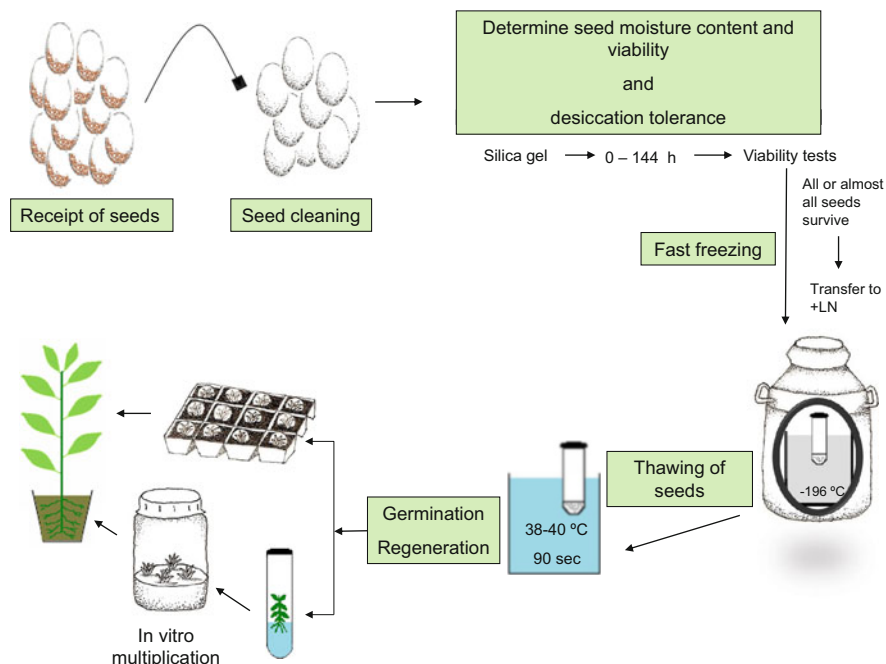 Determine seed moisture content and
viability
and
desiccation tolerance
Silica gel
0 – 144 h
Viability tests
Receipt of seeds
Seed cleaning
All or almost
all seeds
survive
Fast freezing
Transfer to
+LN
-196 ºC
Thawing of
seeds
38-40 ºC
90 sec
Germination
Regeneration
In vitro
multiplication